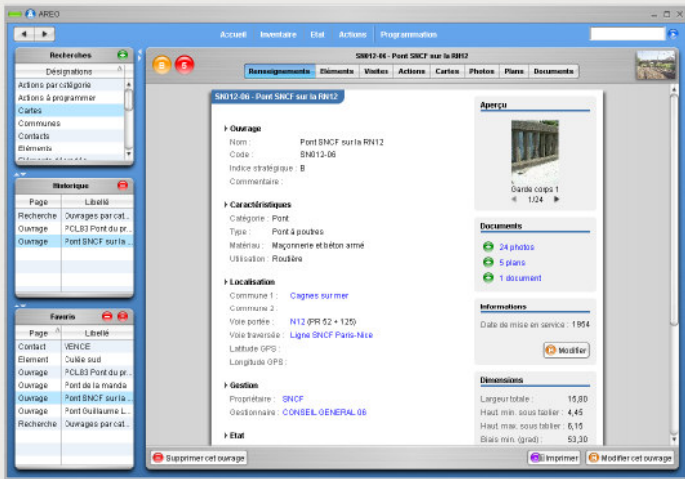 AREO
Accueil Inventaire Etat Actions Programmation
Recherches
Désignations
Actions par catégorie
Actions à programmer
Cartes
Communes
Contacts
Eléments
Historique
Page Libellé
Recherche Ouvrages par cat...
Ouvrage PCLB3 Pont du pr...
Ouvrage Pont SNCF sur la ...
Favoris
Page Libellé
Contact VENCE
Element Culée sud
Ouvrage PCLB3 Pont du pr...
Ouvrage Pont de la manda
Ouvrage Pont SNCF sur la ...
Ouvrage Pont Guillaume L...
Recherche Ouvrages par cat...
SN012-06 - Pont SNCF sur la RN12
Renseignements Eléments Visites Actions Cartes Photos Plans Documents
SN012-06 - Pont SNCF sur la RN12
Ouvrage
Nom : Pont SNCF sur la RN12
Code : SN012-06
Indice stratégique : B
Commentaire :
Caractéristiques
Catégorie : Pont
Type : Pont à poutres
Matériau : Maçonnerie et béton armé
Utilisation : Routière
Localisation
Commune 1 : Cagnes sur mer
Commune 2 :
Voie portée : N12 (PR 52 + 125)
Voie traversée : Ligne SNCF Paris-Nice
Latitude GPS :
Longitude GPS :
Gestion
Propriétaire : SNCF
Gestionnaire : CONSEIL GENERAL 06
Etat
Aperçu
Garde corps 1
1/24
Documents
24 photos
5 plans
1 document
Informations
Date de mise en service : 1954
Modifier
Dimensions
Largeur totale : 15,80
Haut. min. sous tablier : 4,45
Haut. max. sous tablier : 6,15
Biais min. (grad) : 53,30
Supprimer cet ouvrage
Imprimer
Modifier cet ouvrage